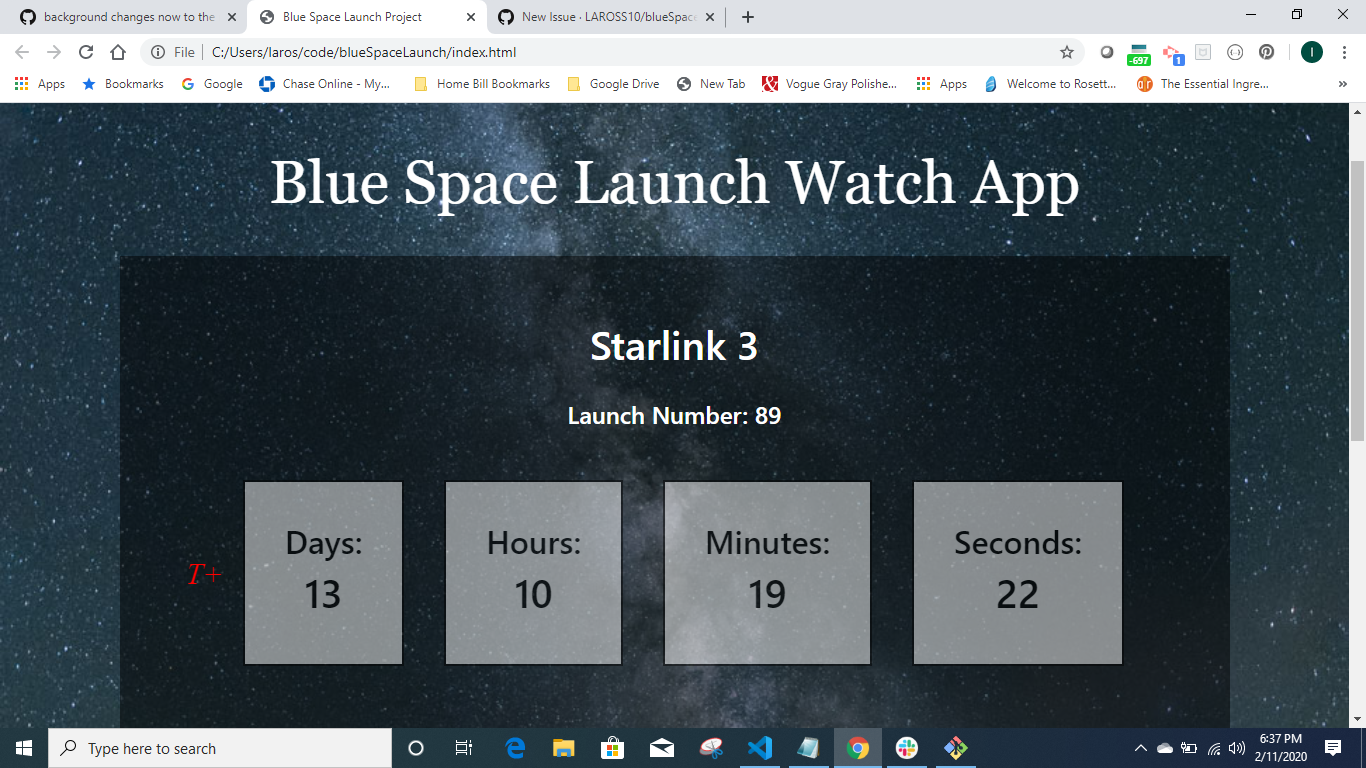 background changes now to the
Blue Space Launch Project
New Issue · LAROSS10/blueSpac
File
C:/Users/laros/code/blueSpaceLaunch/index.html
-697
1
I
Apps
Bookmarks
Google
Chase Online - My...
Home Bill Bookmarks
Google Drive
New Tab
Vogue Gray Polishe...
Apps
Welcome to Rosett...
The Essential Ingre...
»
Blue Space Launch Watch App
Starlink 3
Launch Number: 89
T+
Days:
13
Hours:
10
Minutes:
19
Seconds:
22
Type here to search
6:37 PM
2/11/2020